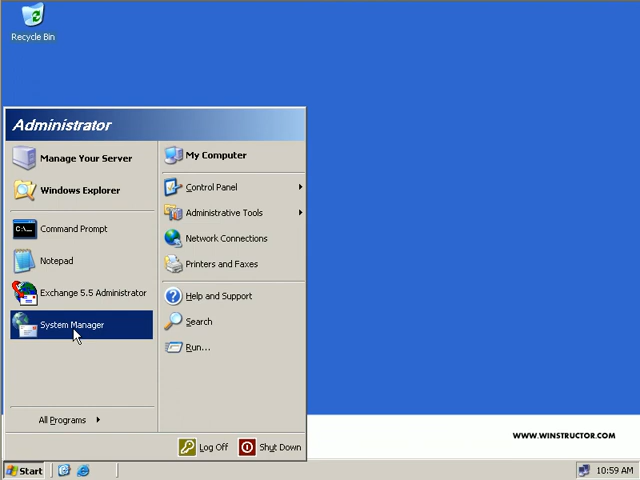 Recycle Bin
Administrator
Manage Your Server
Windows Explorer
Command Prompt
Notepad
Exchange 5.5 Administrator
System Manager
All Programs
My Computer
Control Panel
Administrative Tools
Network Connections
Printers and Faxes
Help and Support
Search
Run...
Log Off
Shut Down
WWW.WINSTRUCTOR.COM
Start
10:59 AM